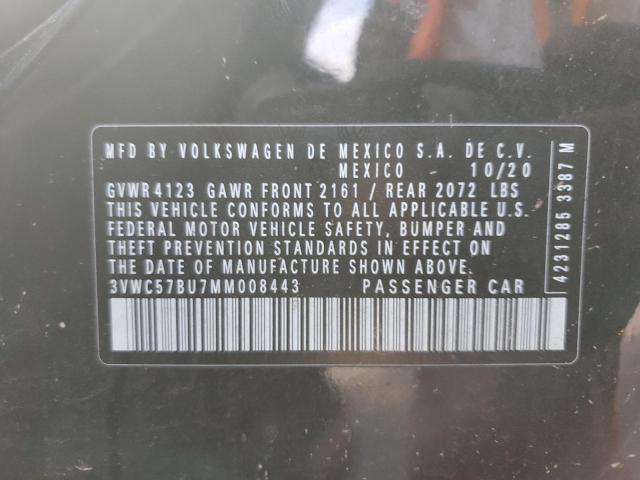 MFD BY VOLKSWAGEN DE MEXICO S.A. DE C.V.
MEXICO 10/20
GVWR 4123 GAWR FRONT 2161 / REAR 2072 LBS
THIS VEHICLE CONFORMS TO ALL APPLICABLE U.S.
FEDERAL MOTOR VEHICLE SAFETY, BUMPER AND
THEFT PREVENTION STANDARDS IN EFFECT ON
THE DATE OF MANUFACTURE SHOWN ABOVE.
3VWC57BU7MM008443 PASSENGER CAR
4231285 3387 M